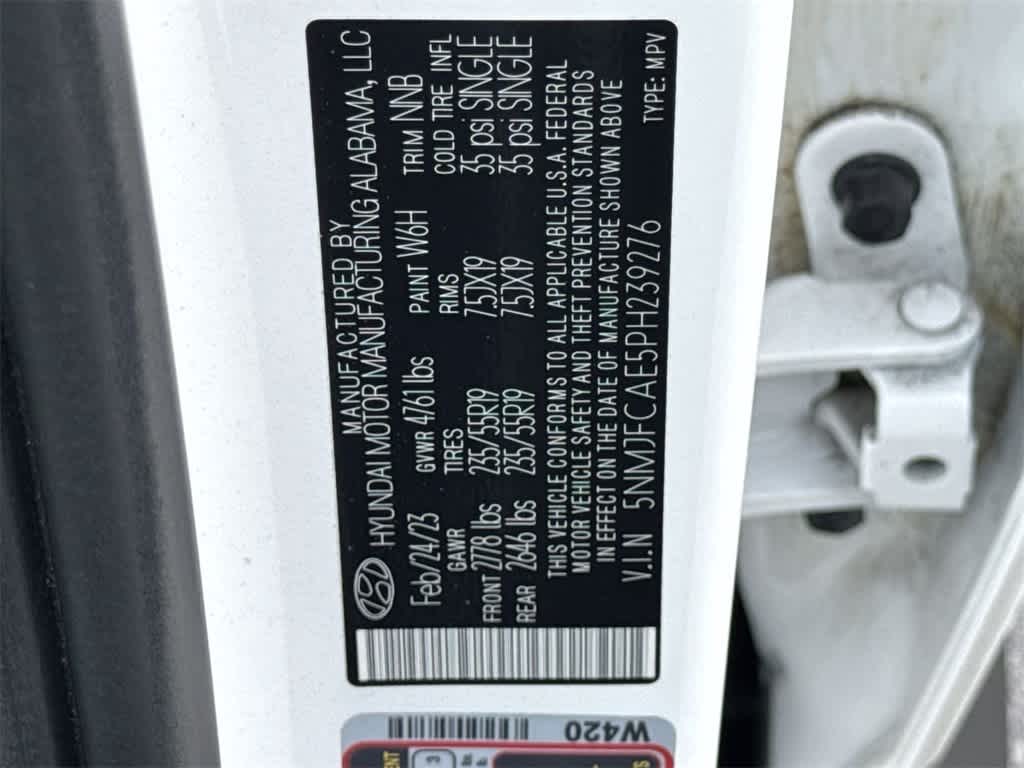 MANUFACTURED BY
HYUNDAI MOTOR MANUFACTURING ALABAMA, LLC
Feb/24/23 GVWR 4761 lbs PAINT W6H TRIM NNB
GAWR TIRES RIMS COLD TIRE INFL
FRONT 2778 lbs 235/55R19 7.5JX19 35 psi SINGLE
REAR 2646 lbs 235/55R19 7.5JX19 35 psi SINGLE
THIS VEHICLE CONFORMS TO ALL APPLICABLE U.S.A. FEDERAL
MOTOR VEHICLE SAFETY AND THEFT PREVENTION STANDARDS
IN EFFECT ON THE DATE OF MANUFACTURE SHOWN ABOVE
V.I.N 5NMJFCAE5PH239276 TYPE: MPV
W420
3